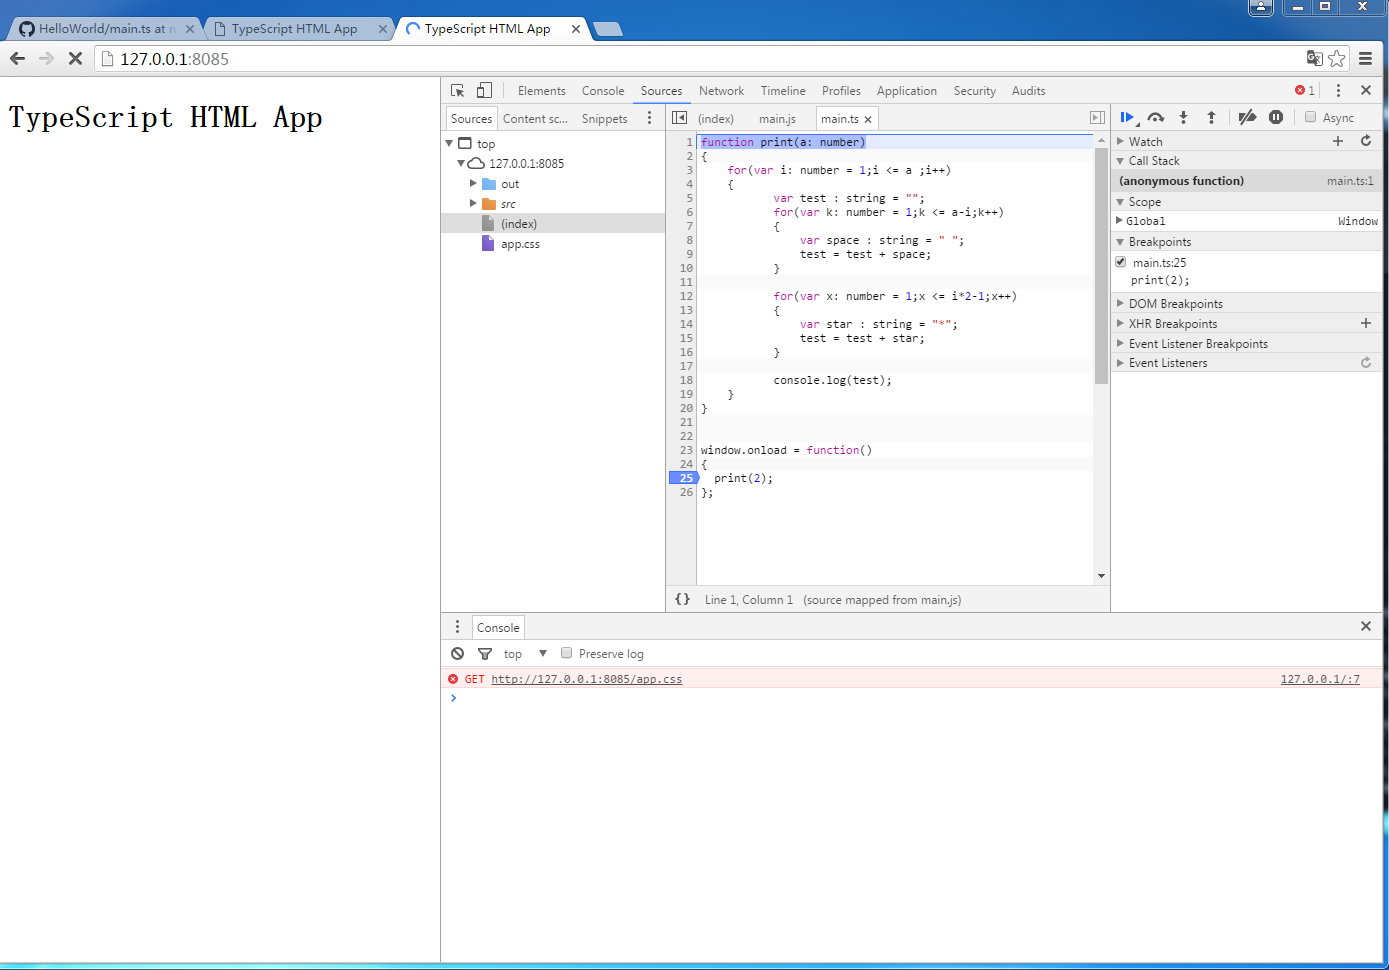 HelloWorld/main.ts at
TypeScript HTML App
TypeScript HTML App
127.0.0.1:8085
TypeScript HTML App
Elements Console Sources Network Timeline Profiles Application Security Audits 1
Sources Content sc... Snippets
(index) main.js main.ts
Async
top
127.0.0.1:8085
out
src
(index)
app.css
1 function print(a: number)
2 {
3 for(var i: number = 1;i <= a ;i++)
4 {
5 var test : string = "";
6 for(var k: number = 1;k <= a-i;k++)
7 {
8 var space : string = " ";
9 test = test + space;
10 }
11
12 for(var x: number = 1;x <= i*2-1;x++)
13 {
14 var star : string = "*";
15 test = test + star;
16 }
17
18 console.log(test);
19 }
20 }
21
22
23 window.onload = function()
24 {
25 print(2);
26 };
{} Line 1, Column 1 (source mapped from main.js)
Watch
Call Stack
(anonymous function) main.ts:1
Scope
Global Window
Breakpoints
main.ts:25
print(2);
DOM Breakpoints
XHR Breakpoints
Event Listener Breakpoints
Event Listeners
Console
top Preserve log
GET http://127.0.0.1:8085/app.css 127.0.0.1/:7